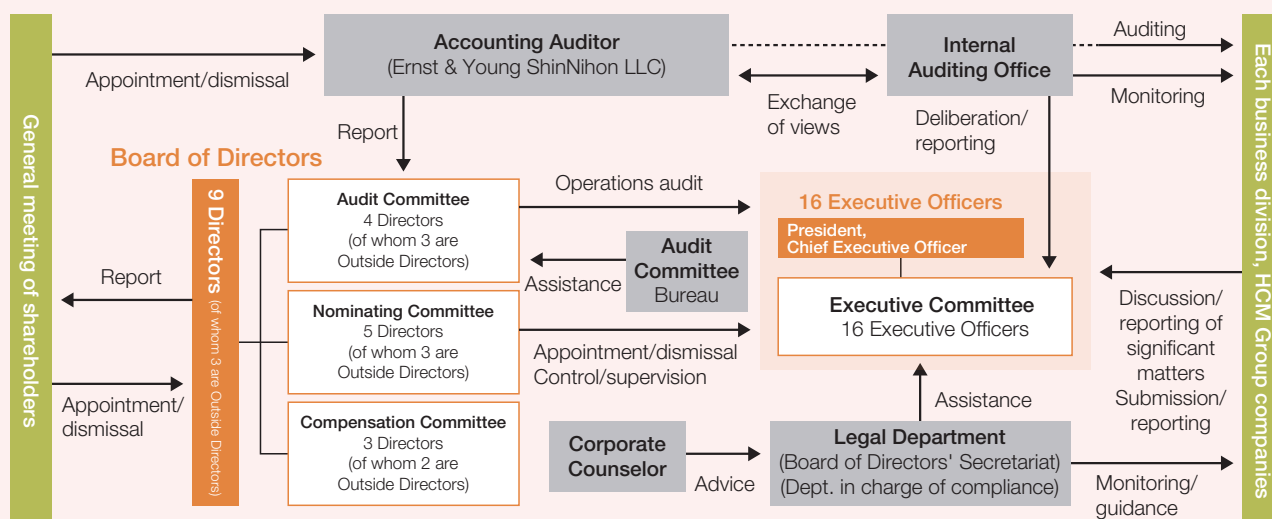 General meeting of shareholders
Appointment/dismissal
Accounting Auditor
(Ernst & Young ShinNihon LLC)
Internal
Auditing Office
Auditing
Monitoring
Exchange
of views
Deliberation/
reporting
Report
Board of Directors
9 Directors (of whom 3 are Outside Directors)
Audit Committee
4 Directors
(of whom 3 are
Outside Directors)
Operations audit
Audit
Committee
Bureau
Assistance
16 Executive Officers
President,
Chief Executive Officer
Executive Committee
16 Executive Officers
Report
Nominating Committee
5 Directors
(of whom 3 are
Outside Directors)
Appointment/dismissal
Control/supervision
Discussion/
reporting of
significant
matters
Submission/
reporting
Appointment/
dismissal
Compensation Committee
3 Directors
(of whom 2 are
Outside Directors)
Corporate
Counselor
Advice
Assistance
Legal Department
(Board of Directors' Secretariat)
(Dept. in charge of compliance)
Monitoring/
guidance
Each business division, HCM Group companies